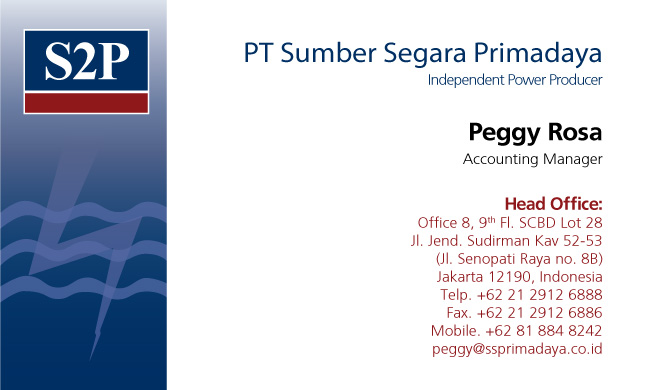 S2P
PT Sumber Segara Primadaya
Independent Power Producer
Peggy Rosa
Accounting Manager
Head Office:
Office 8, 9th Fl. SCBD Lot 28
Jl. Jend. Sudirman Kav 52-53
(Jl. Senopati Raya no. 8B)
Jakarta 12190, Indonesia
Telp. +62 21 2912 6888
Fax. +62 21 2912 6886
Mobile. +62 81 884 8242
peggy@ssprimadaya.co.id